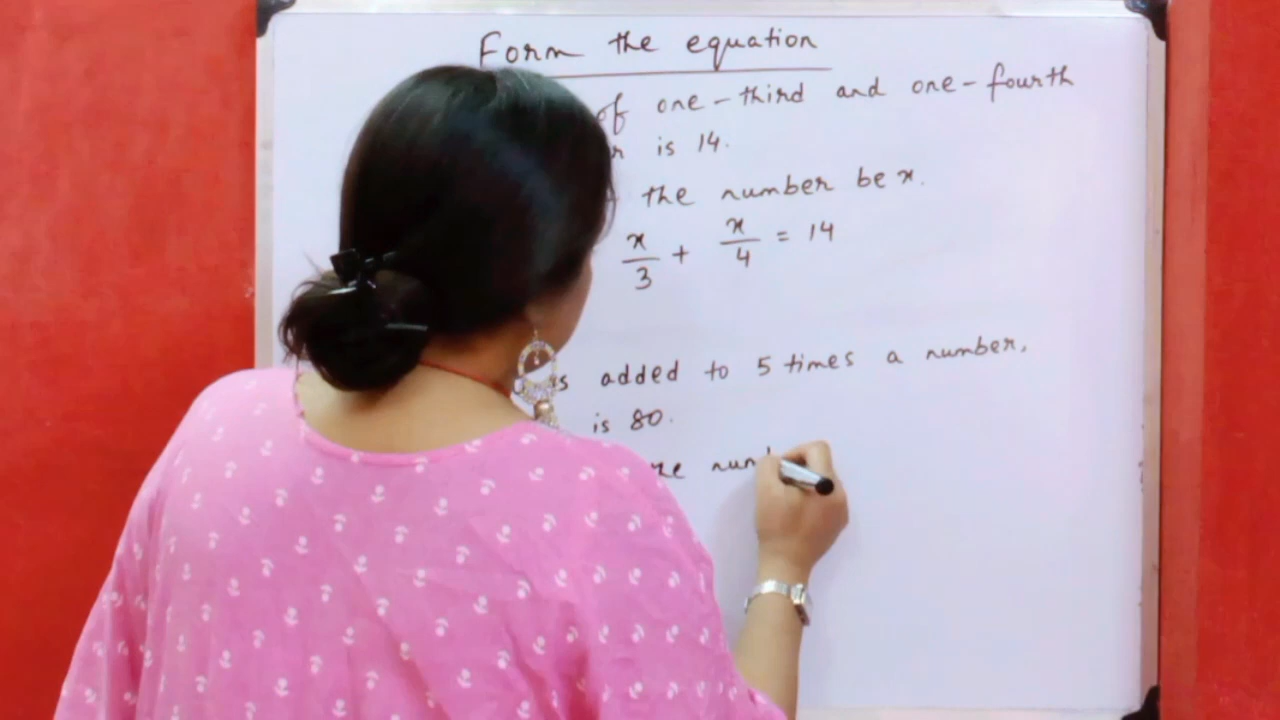 Form the equation
of one-third and one-fourth
is 14.
the number be x.
x/3 + x/4 = 14
added to 5 times a number,
is 80.